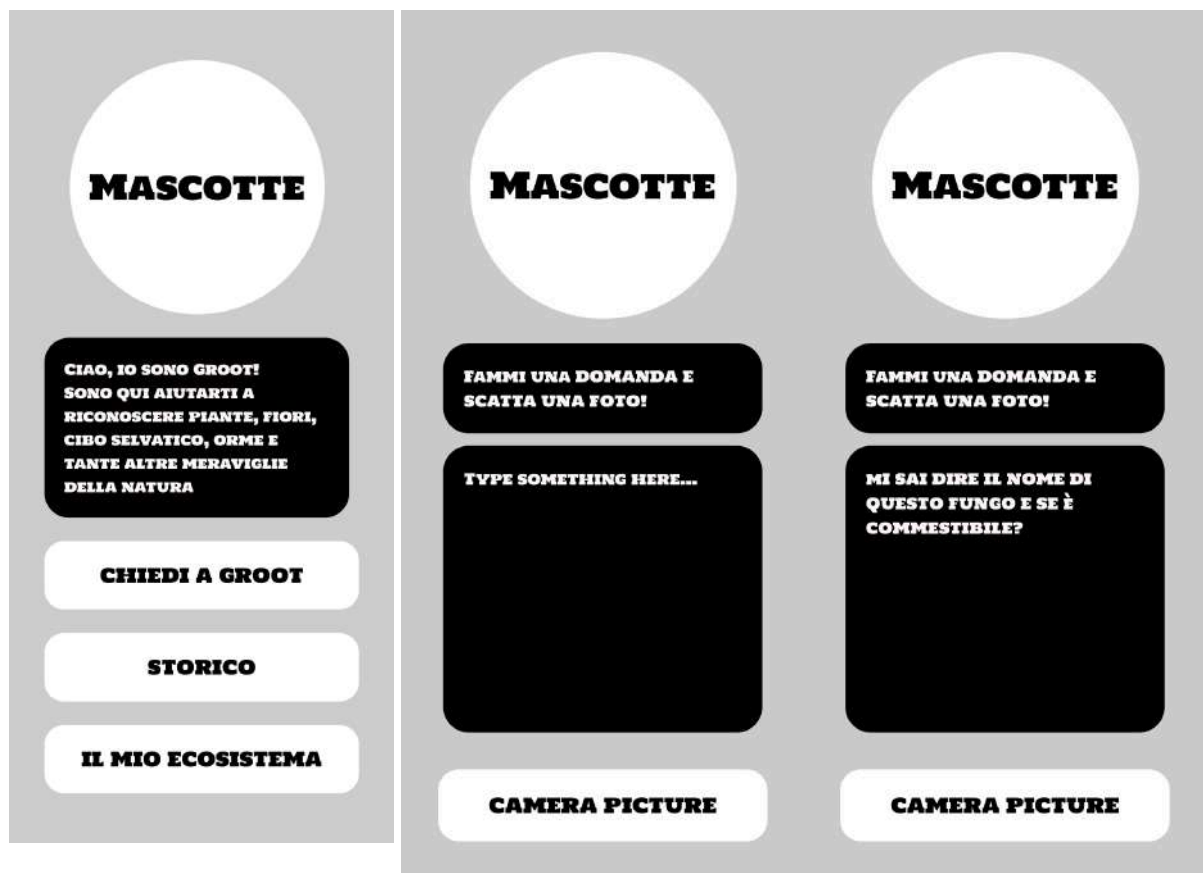 Mascotte
Ciao, io sono Groot!
Sono qui aiutarti a
riconoscere piante, fiori,
cibo selvatico, orme e
tante altre meraviglie
della natura
CHIEDI A GROOT
STORICO
IL MIO ECOSISTEMA
Mascotte
Fammi una DOMANDA e
scatta una foto!
Type something here...
CAMERA PICTURE
Mascotte
Fammi una DOMANDA e
scatta una foto!
mi sai dire il nome di
questo fungo e se è
commestibile?
CAMERA PICTURE